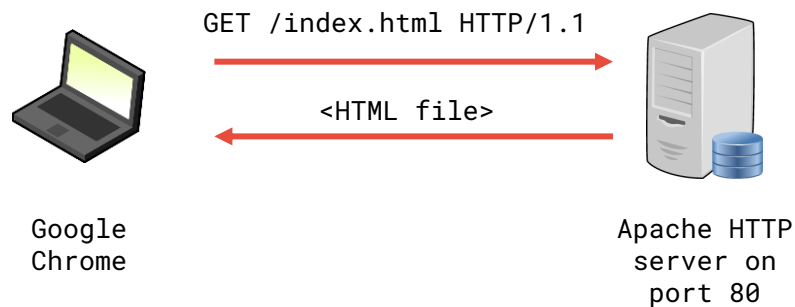 GET /index.html HTTP/1.1
<HTML file>
Google
Chrome
Apache HTTP
server on
port 80